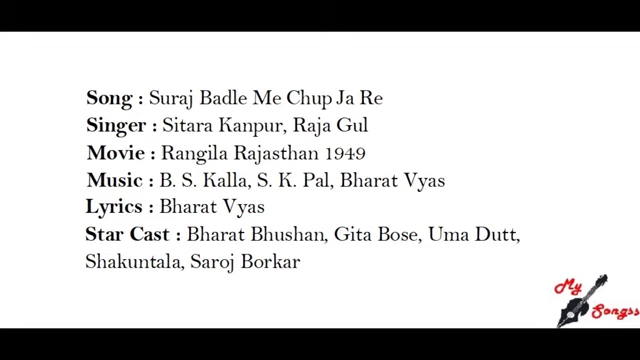 Song : Suraj Badle Me Chup Ja Re
Singer : Sitara Kanpur, Raja Gul
Movie : Rangila Rajasthan 1949
Music : B. S. Kalla, S. K. Pal, Bharat Vyas
Lyrics : Bharat Vyas
Star Cast : Bharat Bhushan, Gita Bose, Uma Dutt,
Shakuntala, Saroj Borkar
My
Songss